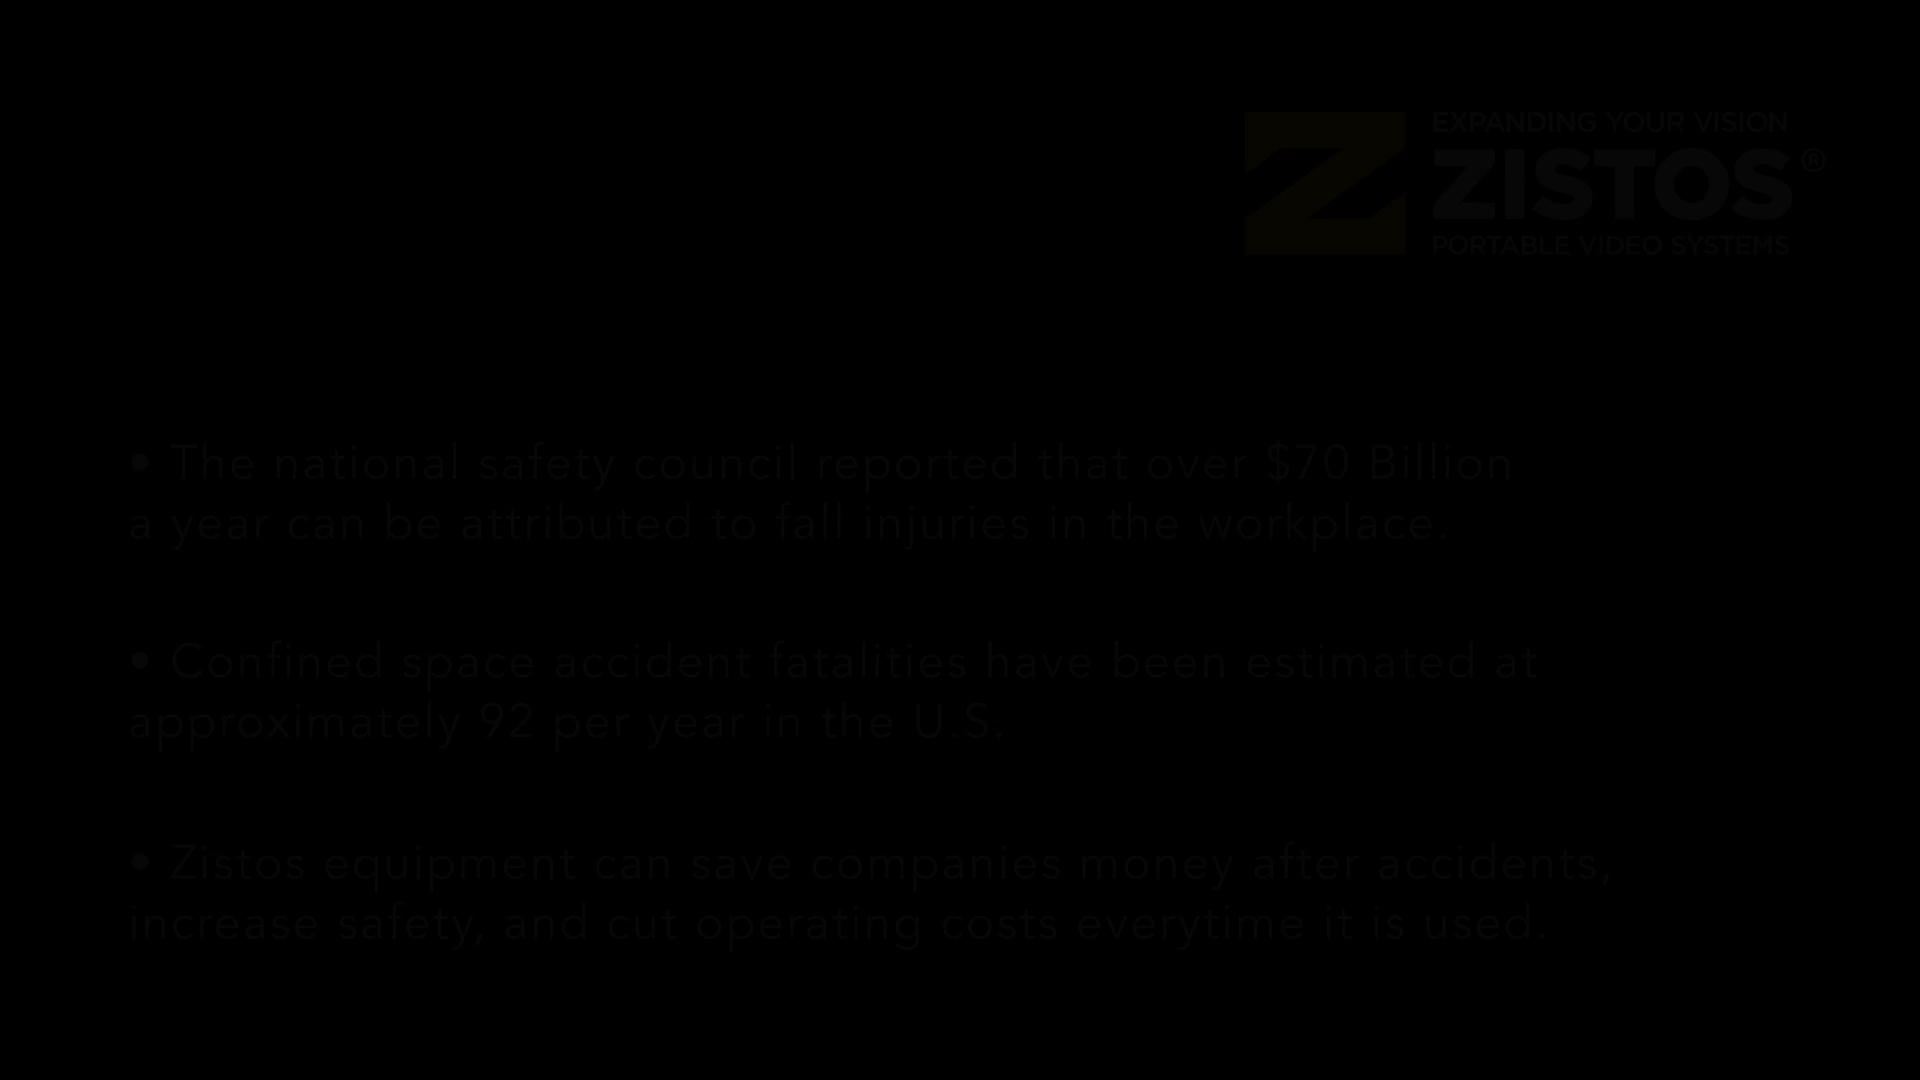 EXPANDING YOUR VISION
ZISTOS®
PORTABLE VIDEO SYSTEMS
• The national safety council reported that over $70 Billion
a year can be attributed to fall injuries in the workplace.
• Confined space accident fatalities have been estimated at
approximately 92 per year in the U.S.
• Zistos equipment can save companies money after accidents,
increase safety, and cut operating costs everytime it is used.